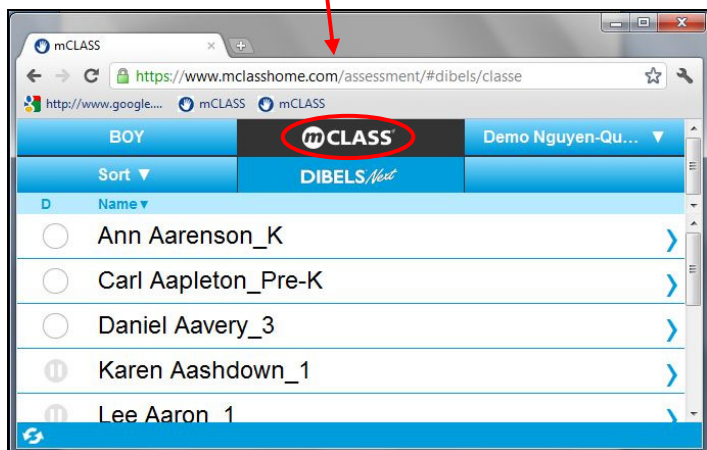 mCLASS
https://www.mclasshome.com/assessment/#dibels/classe
http://www.google.... mCLASS mCLASS
BOY mCLASS Demo Nguyen-Qu... ▼
Sort ▼ DIBELS Next
D Name ▼
Ann Aarenson_K
Carl Aapleton_Pre-K
Daniel Aavery_3
Karen Aashdown_1
Lee Aaron_1